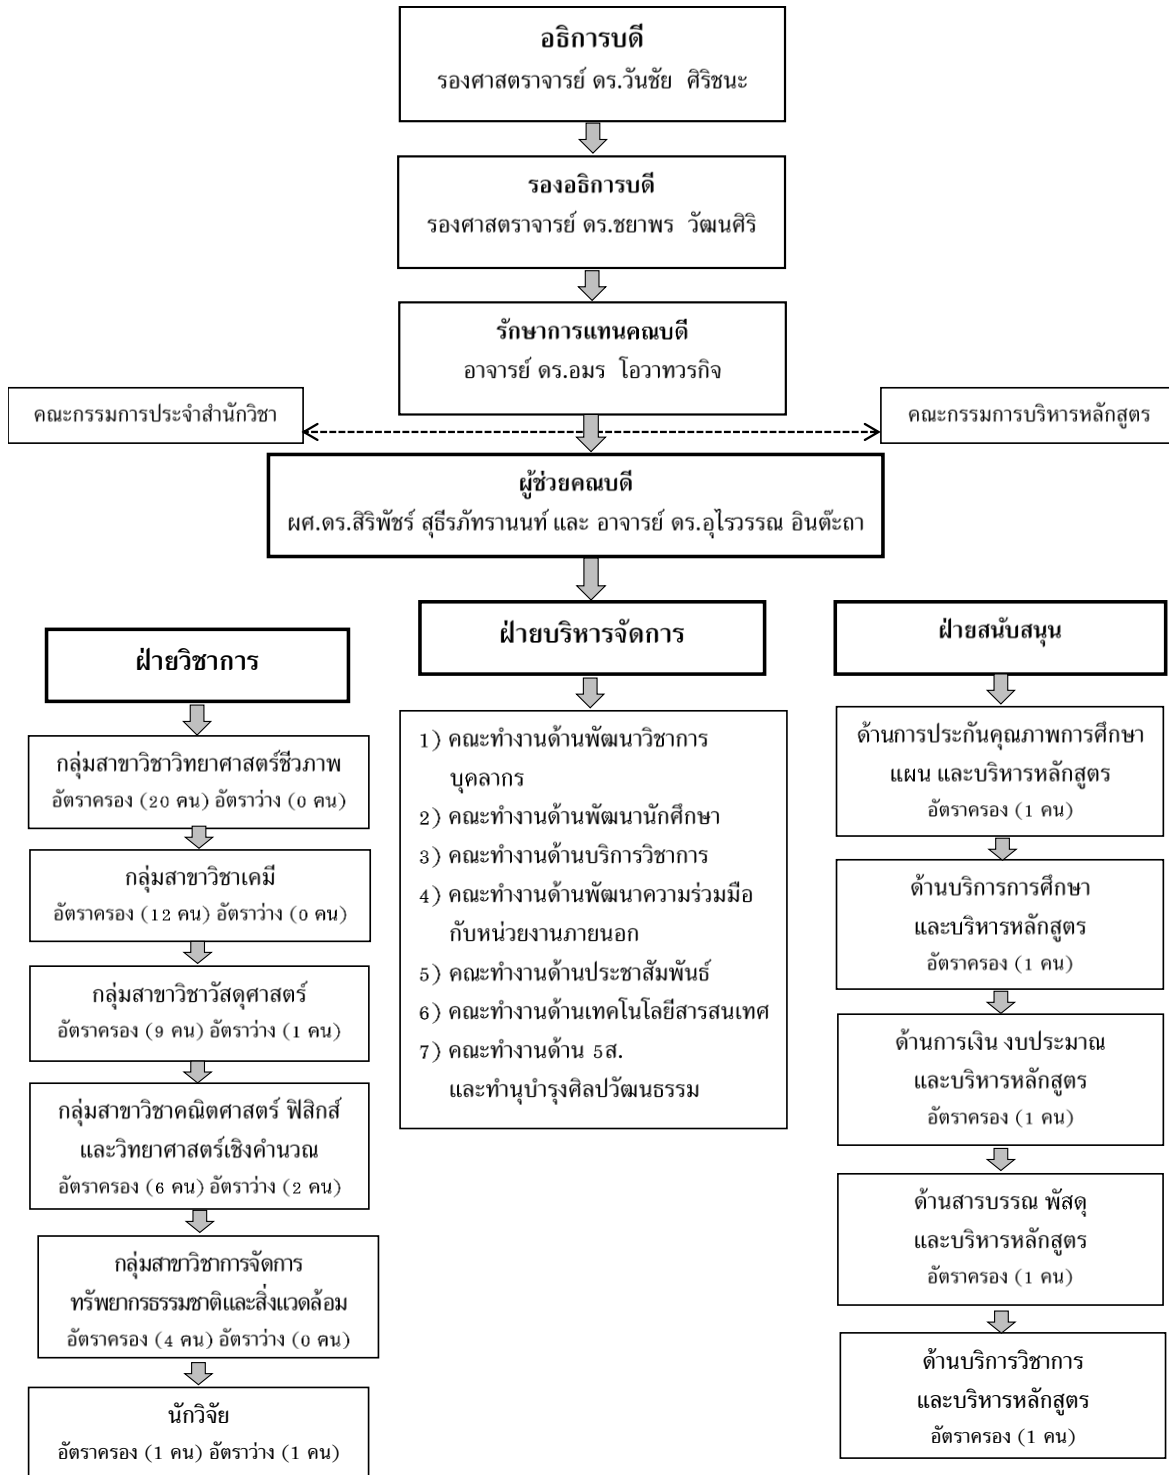 อธิการบดี
รองศาสตราจารย์ ดร.วันชัย ศิริชนะ
รองอธิการบดี
รองศาสตราจารย์ ดร.ชยาพร วัฒนศิริ
รักษาการแทนคณบดี
อาจารย์ ดร.อมร โอวาทวรกิจ
คณะกรรมการประจำสำนักวิชา
คณะกรรมการบริหารหลักสูตร
ผู้ช่วยคณบดี
ผศ.ดร.สิริพัชร์ สุธีรภัทรานนท์ และ อาจารย์ ดร.อุไรวรรณ อินต๊ะถา
ฝ่ายวิชาการ
กลุ่มสาขาวิชาวิทยาศาสตร์ชีวภาพ
อัตราครอง (20 คน) อัตราว่าง (0 คน)
กลุ่มสาขาวิชาเคมี
อัตราครอง (12 คน) อัตราว่าง (0 คน)
กลุ่มสาขาวิชาวัสดุศาสตร์
อัตราครอง (9 คน) อัตราว่าง (1 คน)
กลุ่มสาขาวิชาคณิตศาสตร์ ฟิสิกส์
และวิทยาศาสตร์เชิงคำนวณ
อัตราครอง (6 คน) อัตราว่าง (2 คน)
กลุ่มสาขาวิชาการจัดการ
ทรัพยากรธรรมชาติและสิ่งแวดล้อม
อัตราครอง (4 คน) อัตราว่าง (0 คน)
นักวิจัย
อัตราครอง (1 คน) อัตราว่าง (1 คน)
ฝ่ายบริหารจัดการ
1) คณะทำงานด้านพัฒนาวิชาการ
บุคลากร
2) คณะทำงานด้านพัฒนานักศึกษา
3) คณะทำงานด้านบริการวิชาการ
4) คณะทำงานด้านพัฒนาความร่วมมือ
กับหน่วยงานภายนอก
5) คณะทำงานด้านประชาสัมพันธ์
6) คณะทำงานด้านเทคโนโลยีสารสนเทศ
7) คณะทำงานด้าน 5ส.
และทำนุบำรุงศิลปวัฒนธรรม
ฝ่ายสนับสนุน
ด้านการประกันคุณภาพการศึกษา
แผน และบริหารหลักสูตร
อัตราครอง (1 คน)
ด้านบริการการศึกษา
และบริหารหลักสูตร
อัตราครอง (1 คน)
ด้านการเงิน งบประมาณ
และบริหารหลักสูตร
อัตราครอง (1 คน)
ด้านสารบรรณ พัสดุ
และบริหารหลักสูตร
อัตราครอง (1 คน)
ด้านบริการวิชาการ
และบริหารหลักสูตร
อัตราครอง (1 คน)